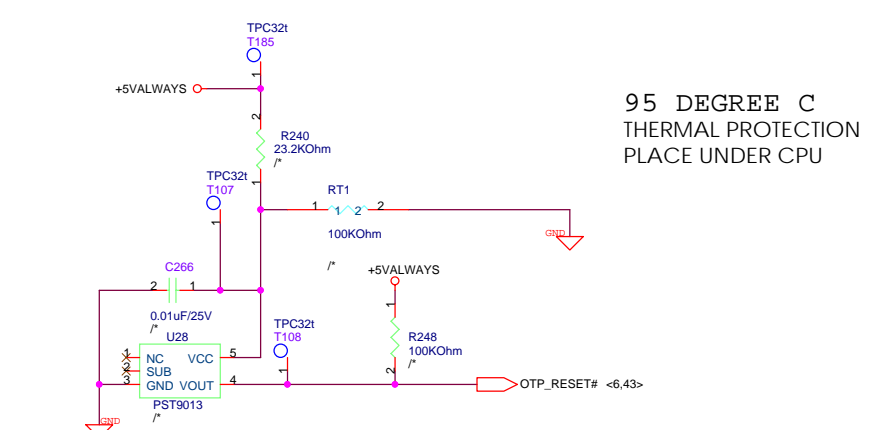 TPC32t
T185
1
+5VALWAYS
95 DEGREE C
THERMAL PROTECTION
PLACE UNDER CPU
2
R240
23.2KOhm
/*
1
TPC32t
T107
1
RT1
1 1 2 2
100KOhm
/*
GND
+5VALWAYS
C266
2 1
0.01uF/25V
/*
1
R248
100KOhm
/*
2
U28
TPC32t
T108
1
1 NC VCC 5
2 SUB
3 GND VOUT 4
PST9013
/*
OTP_RESET# <6,43>
GND